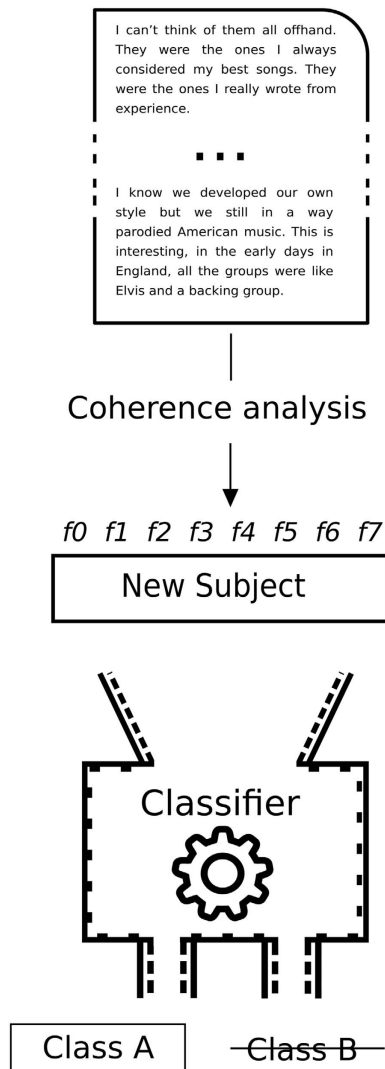 I can't think of them all offhand.
They were the ones I always
considered my best songs. They
were the ones I really wrote from
experience.
...
I know we developed our own
style but we still in a way
parodied American music. This is
interesting, in the early days in
England, all the groups were like
Elvis and a backing group.
Coherence analysis
f0 f1 f2 f3 f4 f5 f6 f7
New Subject
Classifier
Class A Class B